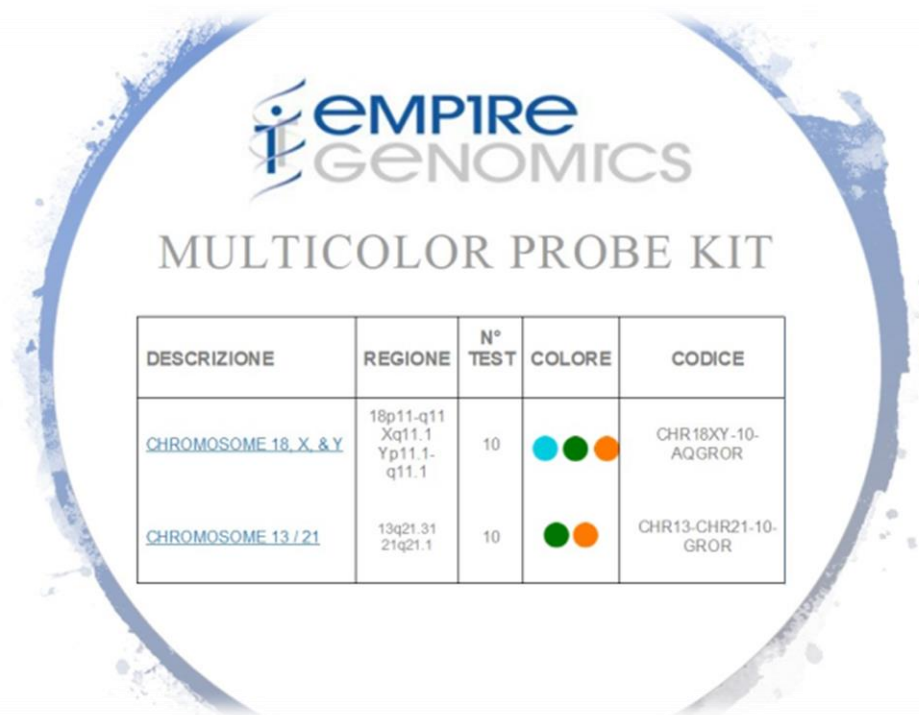 EMPIRE
GENOMICS
MULTICOLOR PROBE KIT
DESCRIZIONE REGIONE N° TEST COLORE CODICE
CHROMOSOME 18, X, & Y
18p11-q11
Xq11.1
Yp11.1-
q11.1
10
CHR18XY-10-
AQGROR
CHROMOSOME 13 / 21
13q21.31
21q21.1
10
CHR13-CHR21-10-
GROR